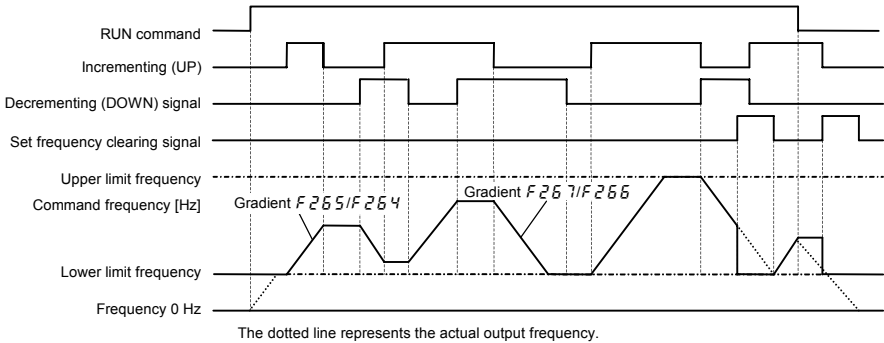 RUN command
Incrementing (UP)
Decrementing (DOWN) signal
Set frequency clearing signal
Upper limit frequency
Command frequency [Hz]
Gradient F265/F264
Gradient F267/F266
Lower limit frequency
Frequency 0 Hz
The dotted line represents the actual output frequency.